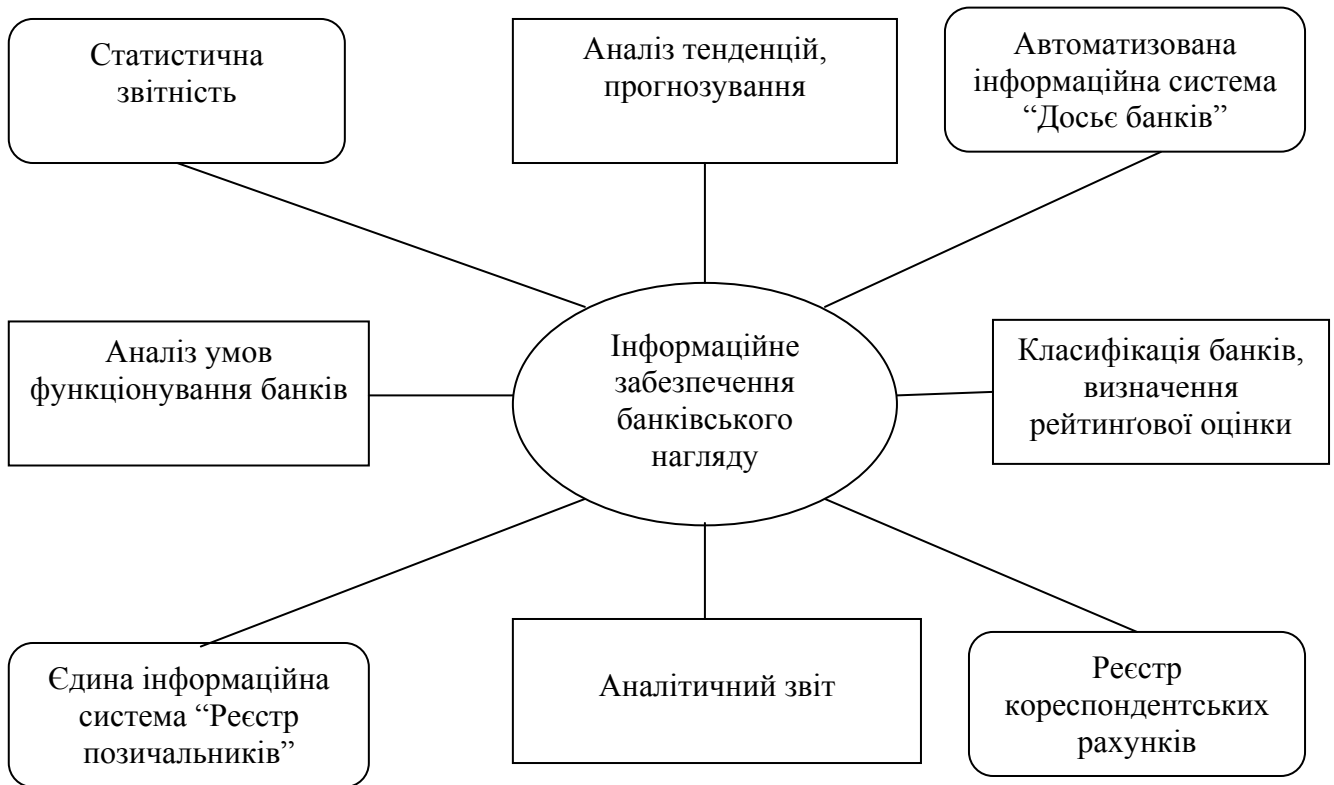 Статистична
звітність
Аналіз тенденцій,
прогнозування
Автоматизована
інформаційна система
“Досьє банків”
Аналіз умов
функціонування банків
Інформаційне
забезпечення
банківського
нагляду
Класифікація банків,
визначення
рейтинґової оцінки
Єдина інформаційна
система “Реєстр
позичальників”
Аналітичний звіт
Реєстр
кореспондентських
рахунків